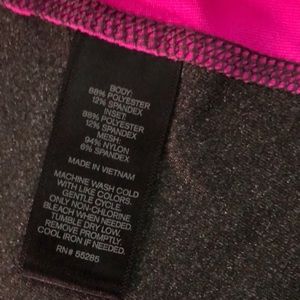 BODY:
88% POLYESTER
12% SPANDEX
INSET:
88% POLYESTER
12% SPANDEX
MESH:
94% NYLON
6% SPANDEX
MADE IN VIETNAM
MACHINE WASH COLD
WITH LIKE COLORS.
GENTLE CYCLE.
ONLY NON-CHLORINE
BLEACH WHEN NEEDED.
TUMBLE DRY LOW.
REMOVE PROMPTLY.
COOL IRON IF NEEDED.
RN# 55285